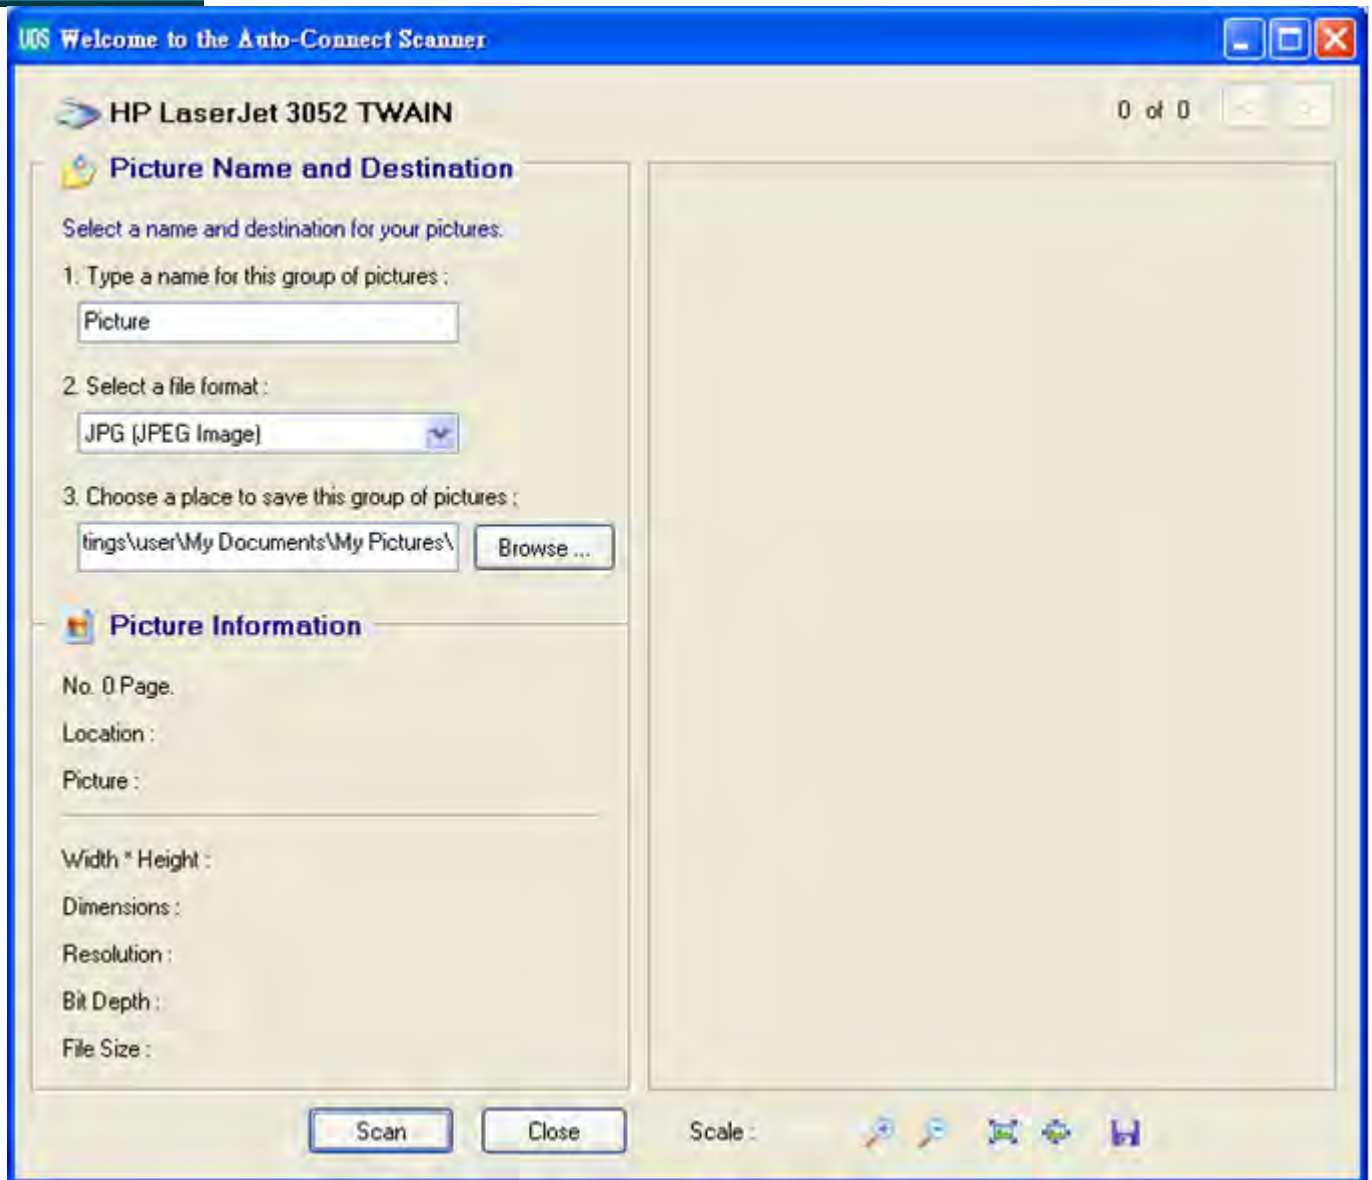 UDS Welcome to the Auto-Connect Scanner
HP LaserJet 3052 TWAIN
0 of 0 < >
Picture Name and Destination
Select a name and destination for your pictures.
1. Type a name for this group of pictures :
Picture
2. Select a file format :
JPG (JPEG Image)
3. Choose a place to save this group of pictures :
tings\user\My Documents\My Pictures\ Browse ...
Picture Information
No. 0 Page.
Location :
Picture :
Width * Height :
Dimensions :
Resolution :
Bit Depth :
File Size :
Scan Close Scale :